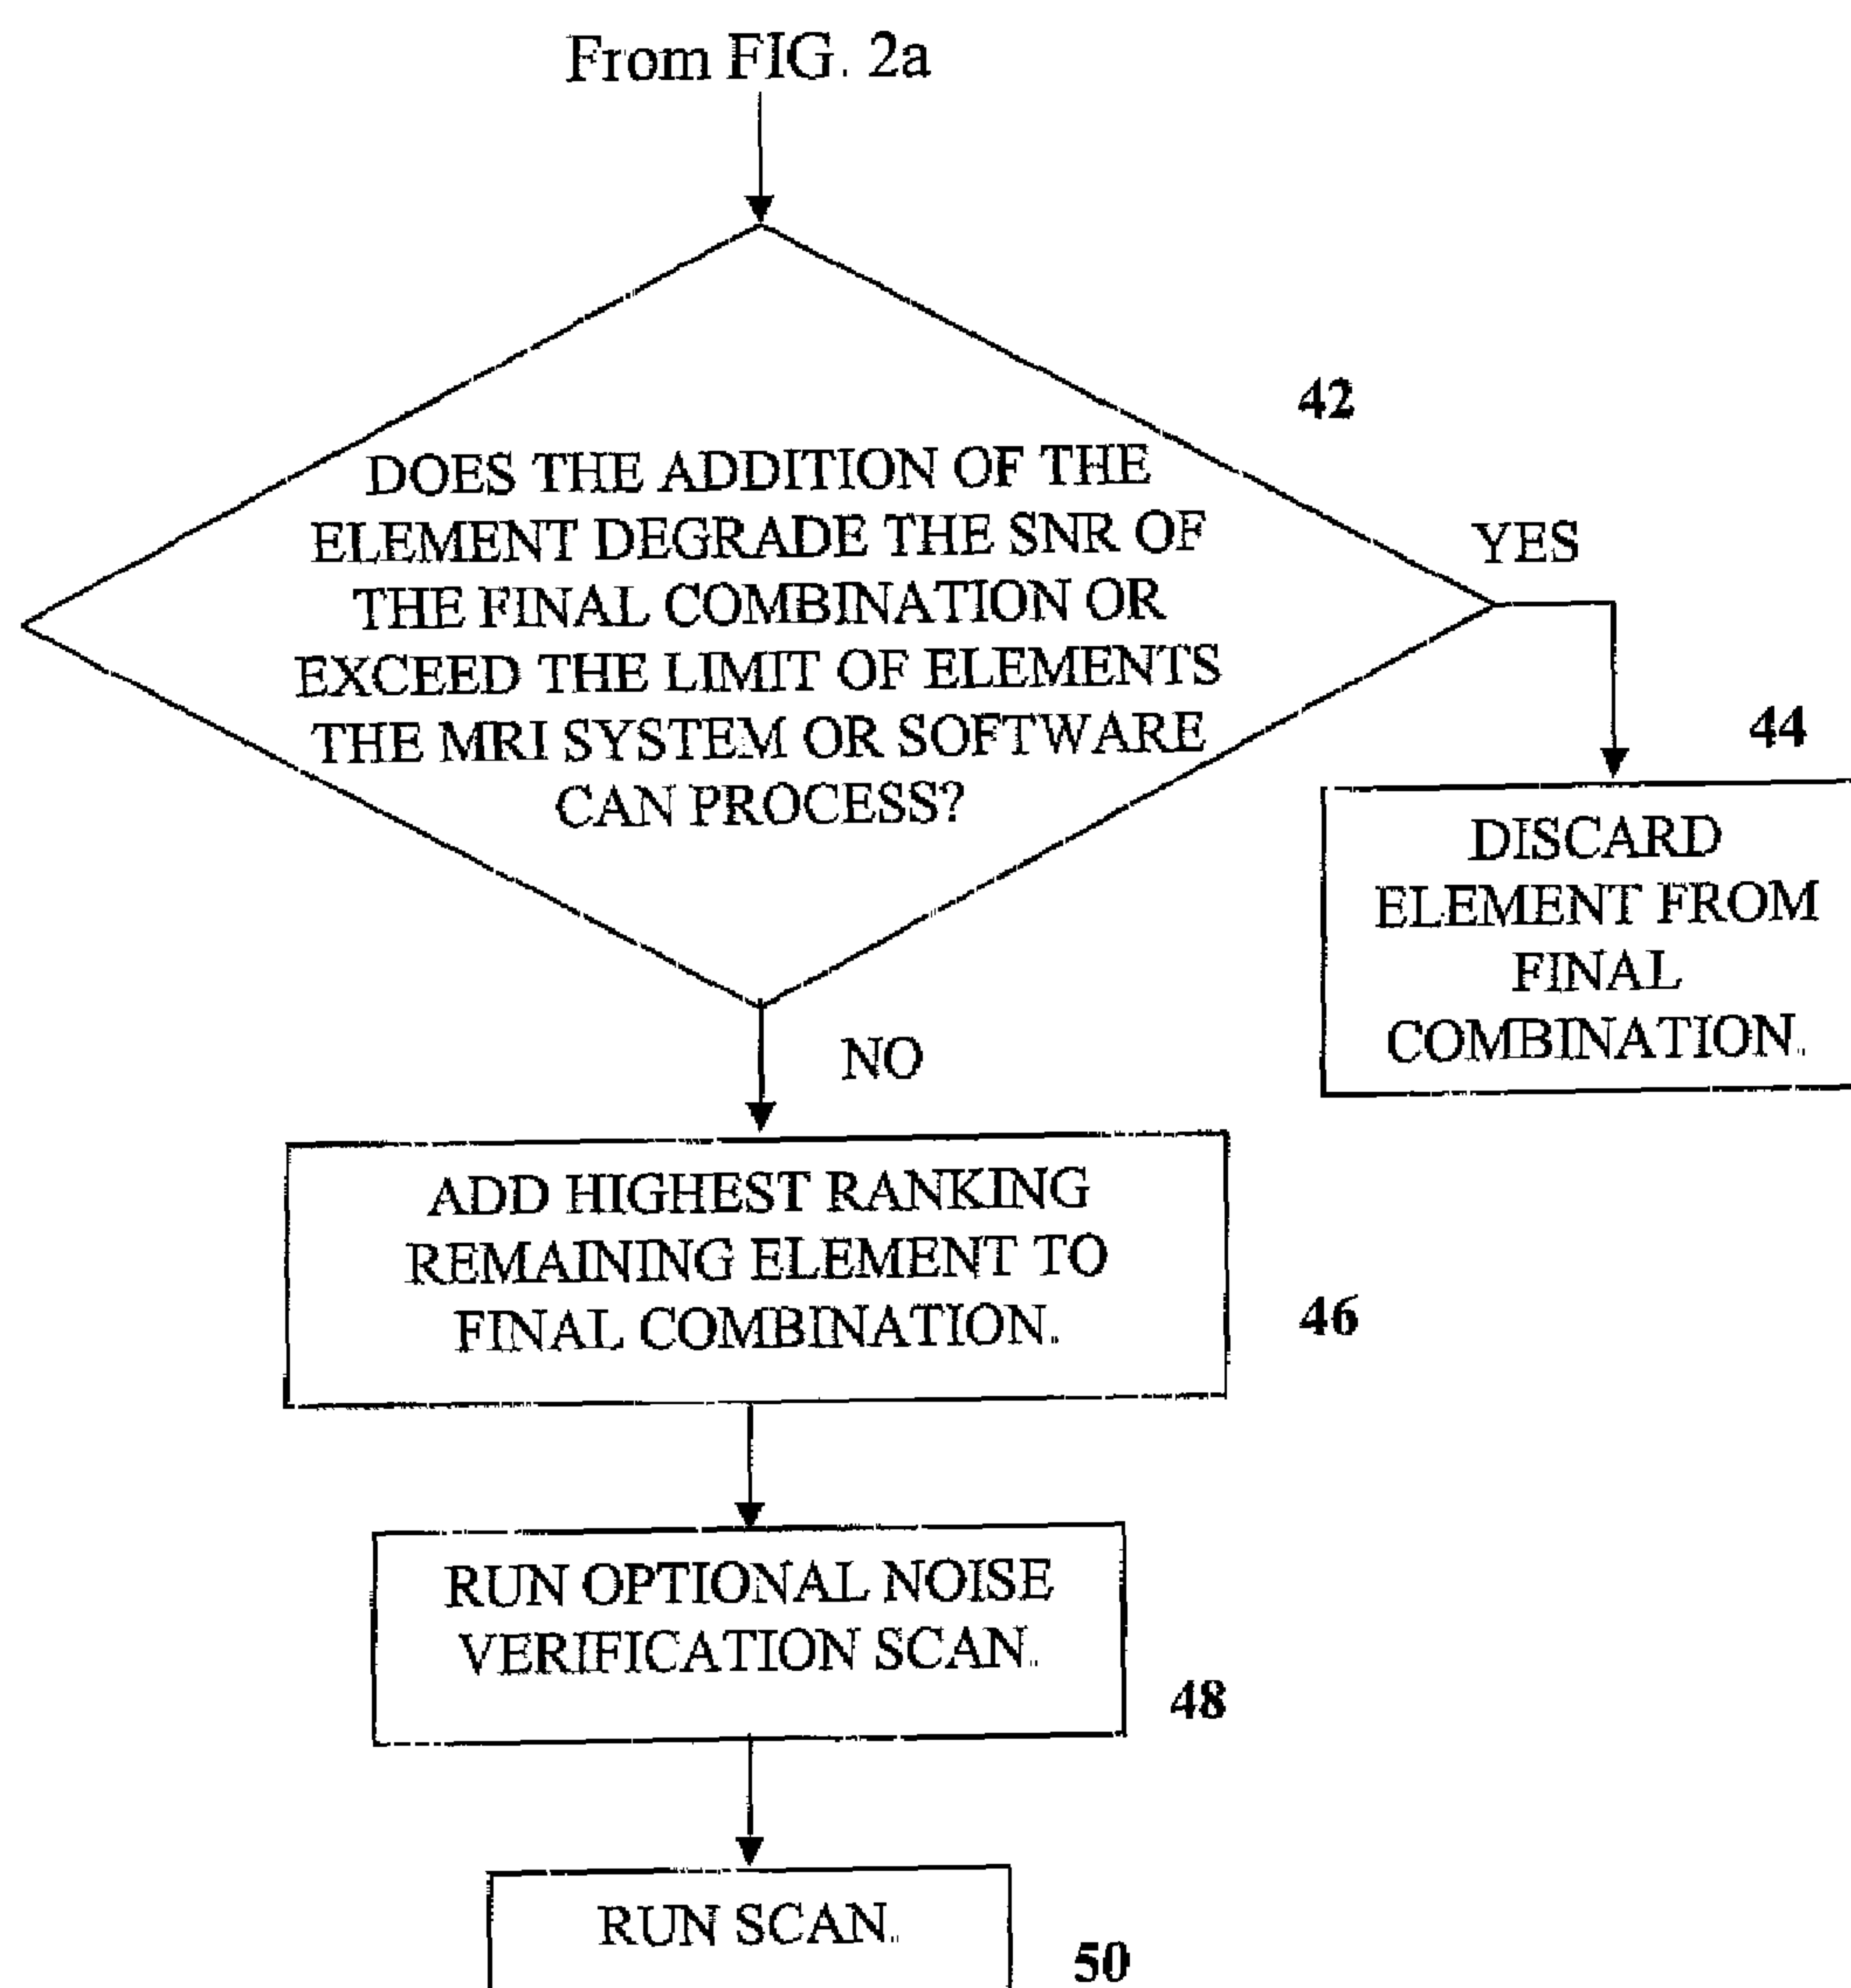 From FIG. 2a
42
DOES THE ADDITION OF THE
ELEMENT DEGRADE THE SNR OF
THE FINAL COMBINATION OR
EXCEED THE LIMIT OF ELEMENTS
THE MRI SYSTEM OR SOFTWARE
CAN PROCESS?
YES
44
DISCARD
ELEMENT FROM
FINAL
COMBINATION.
NO
ADD HIGHEST RANKING
REMAINING ELEMENT TO
FINAL COMBINATION.
46
RUN OPTIONAL NOISE
VERIFICATION SCAN.
48
RUN SCAN.
50